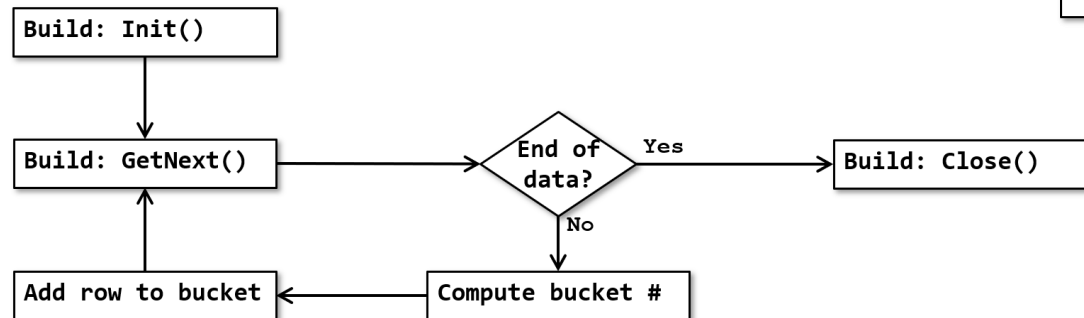 Build: Init()
Build: GetNext()
End of
data?
Yes
Build: Close()
No
Add row to bucket
Compute bucket #